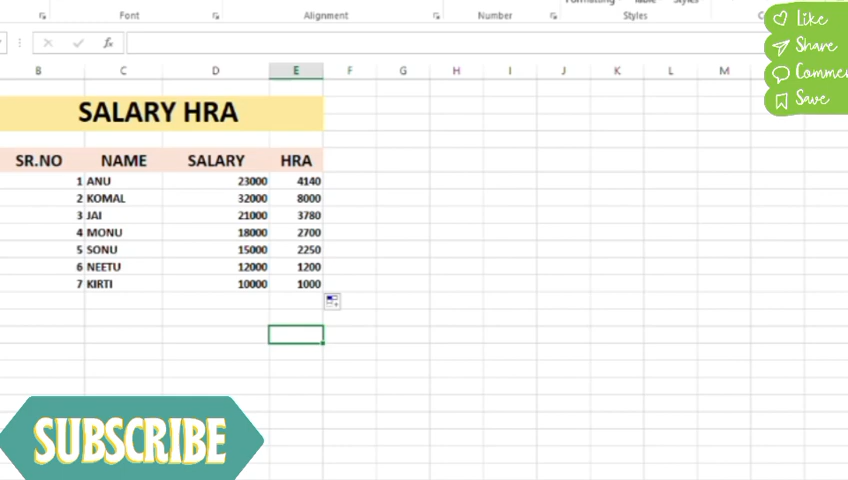 Font Alignment Number Styles
fx
B C D E F G H I J K L M
SALARY HRA
SR.NO NAME SALARY HRA
1 ANU 23000 4140
2 KOMAL 32000 8000
3 JAI 21000 3780
4 MONU 18000 2700
5 SONU 15000 2250
6 NEETU 12000 1200
7 KIRTI 10000 1000
Like
Share
Comme
Save
SUBSCRIBE